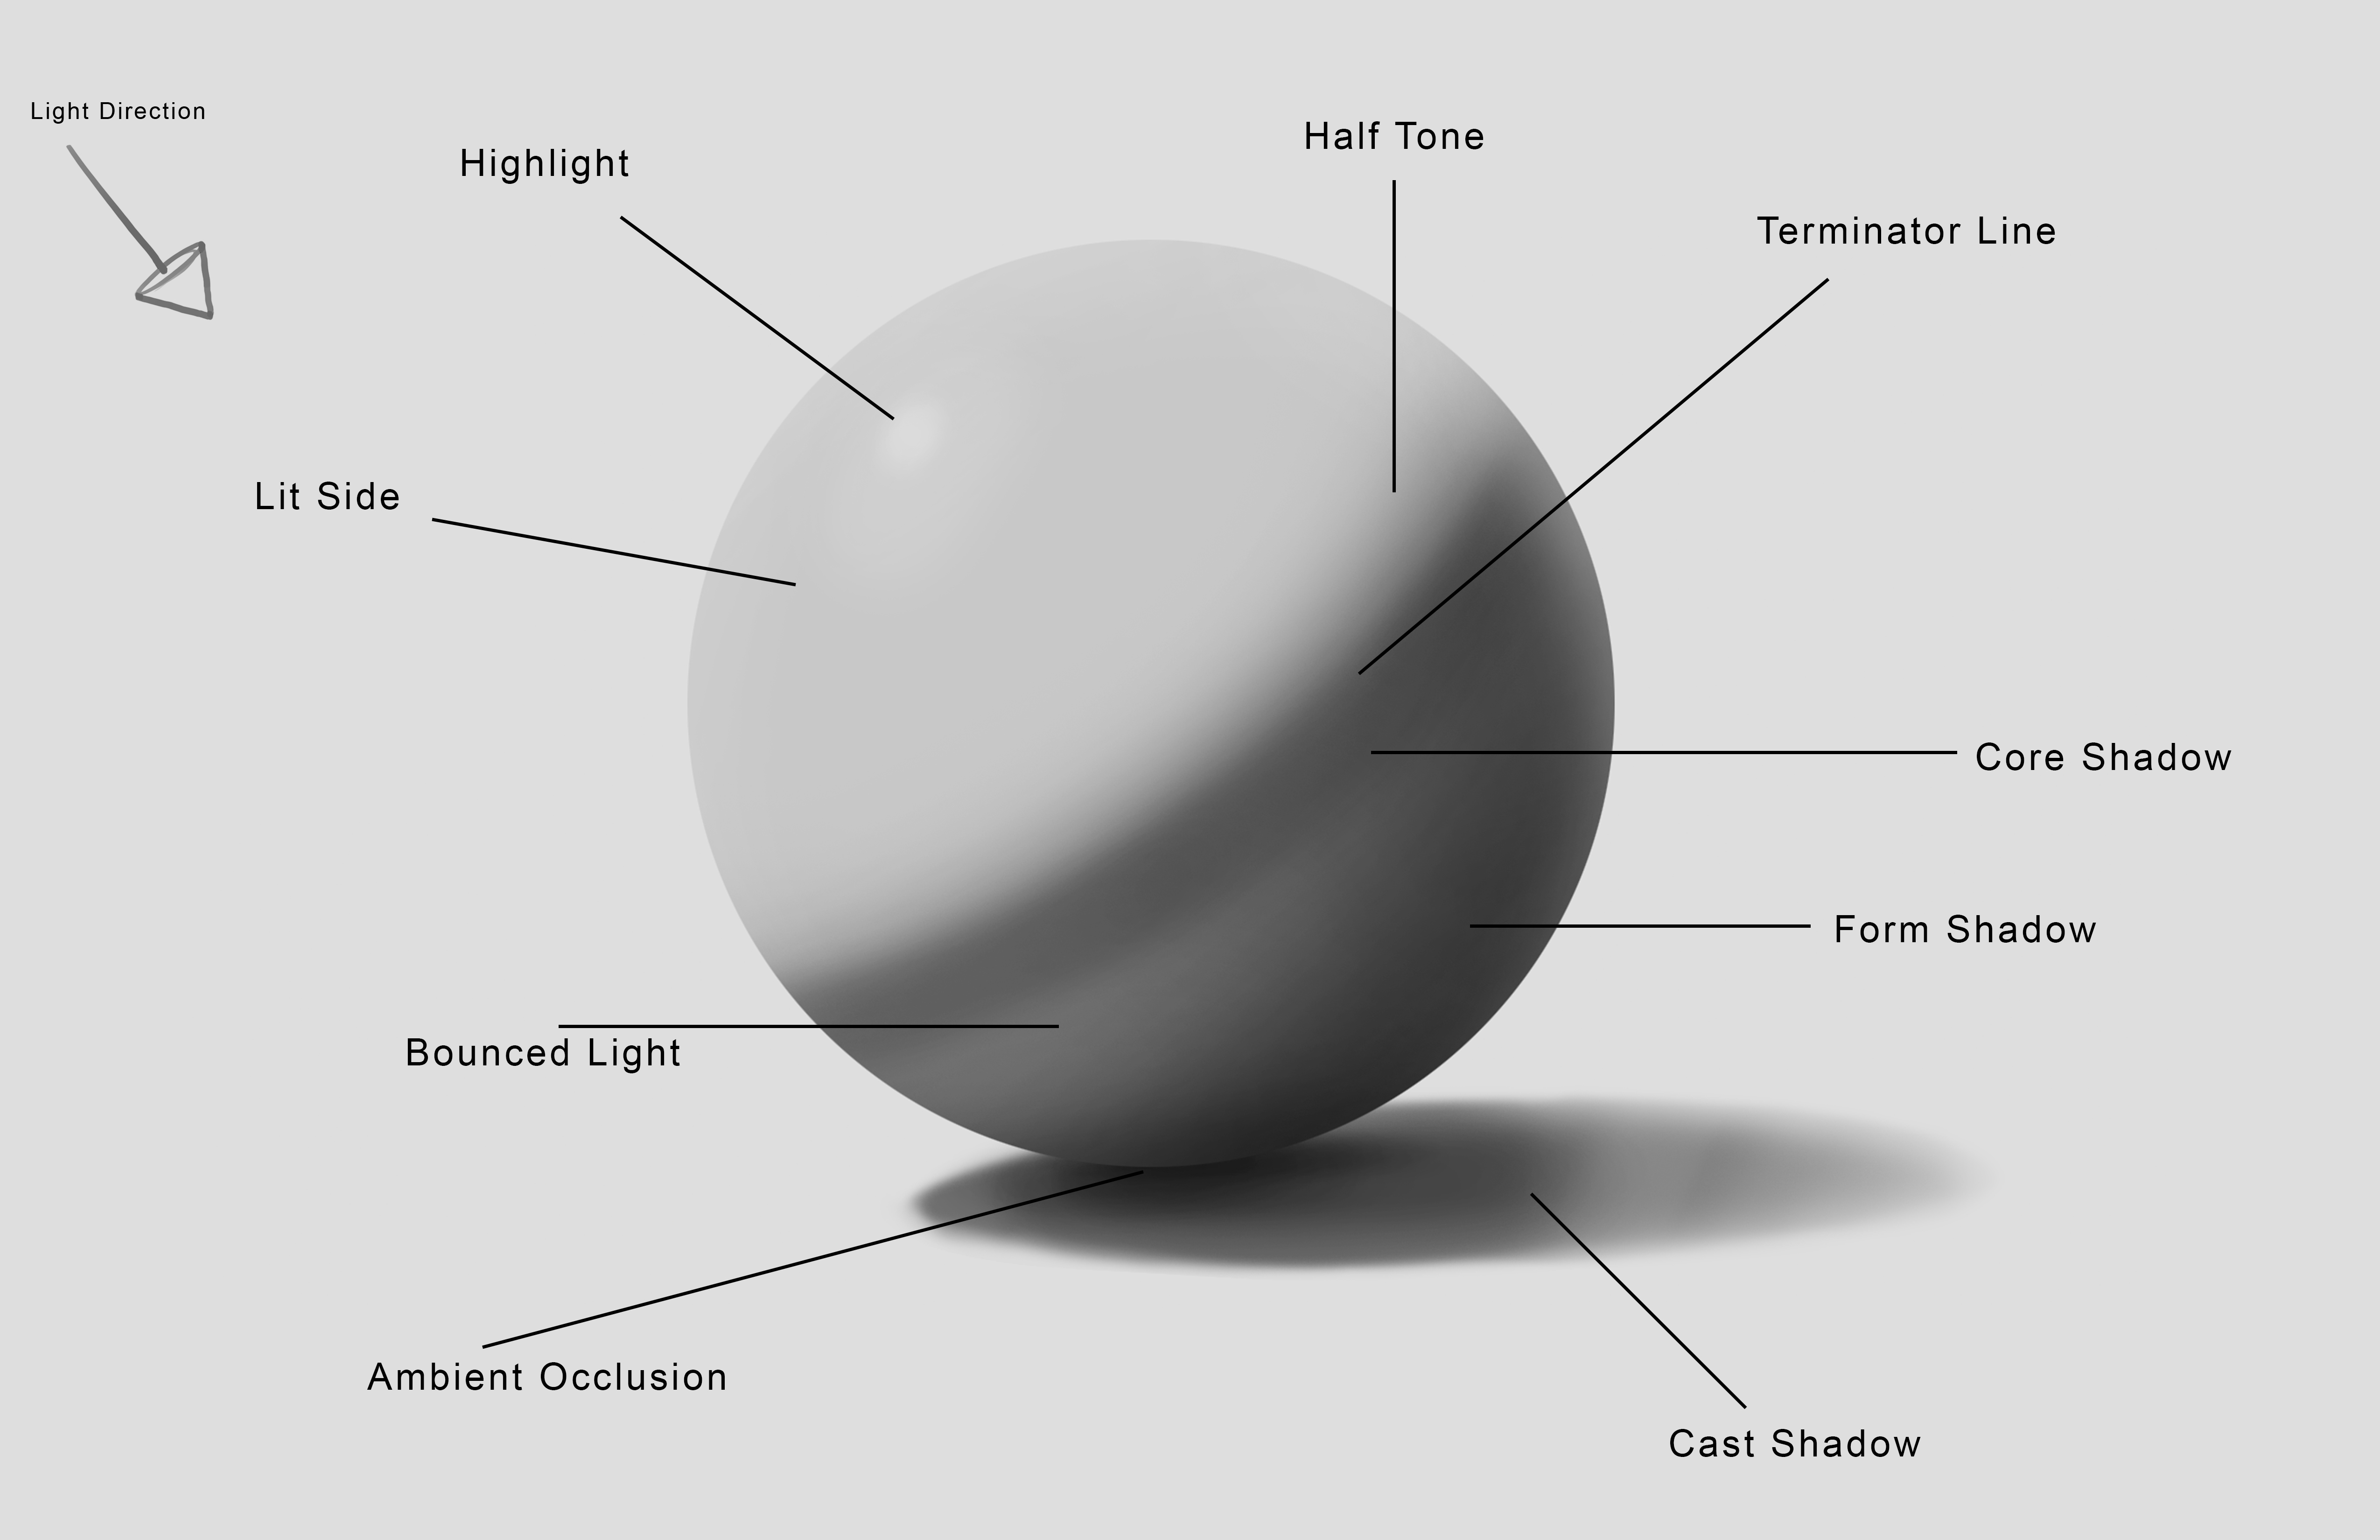 Light Direction
Highlight
Half Tone
Terminator Line
Lit Side
Core Shadow
Form Shadow
Bounced Light
Ambient Occlusion
Cast Shadow